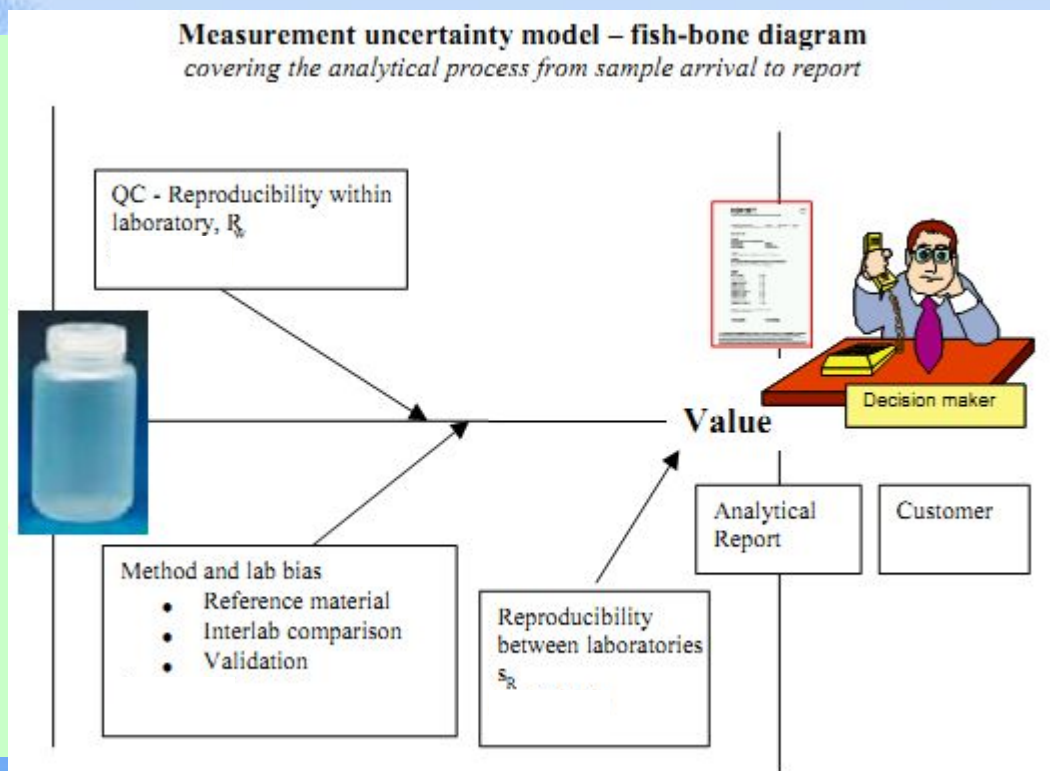 Measurement uncertainty model – fish-bone diagram
covering the analytical process from sample arrival to report
QC - Reproducibility within
laboratory, Rw
Decision maker
Value
Analytical
Report
Customer
Method and lab bias
• Reference material
• Interlab comparison
• Validation
Reproducibility
between laboratories
sR